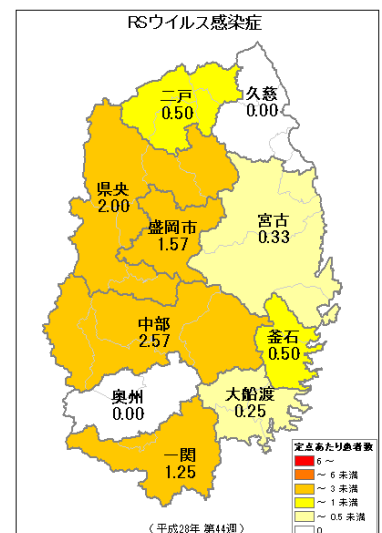 RSウイルス感染症
二戸
0.50
久慈
0.00
県央
2.00
盛岡市
1.57
宮古
0.33
中部
2.57
釜石
0.50
奥州
0.00
大船渡
0.25
一関
1.25
定点あたり患者数
6 ~
~ 6 未満
~ 3 未満
~ 1 未満
~ 0.5 未満
0
(平成28年 第44週)